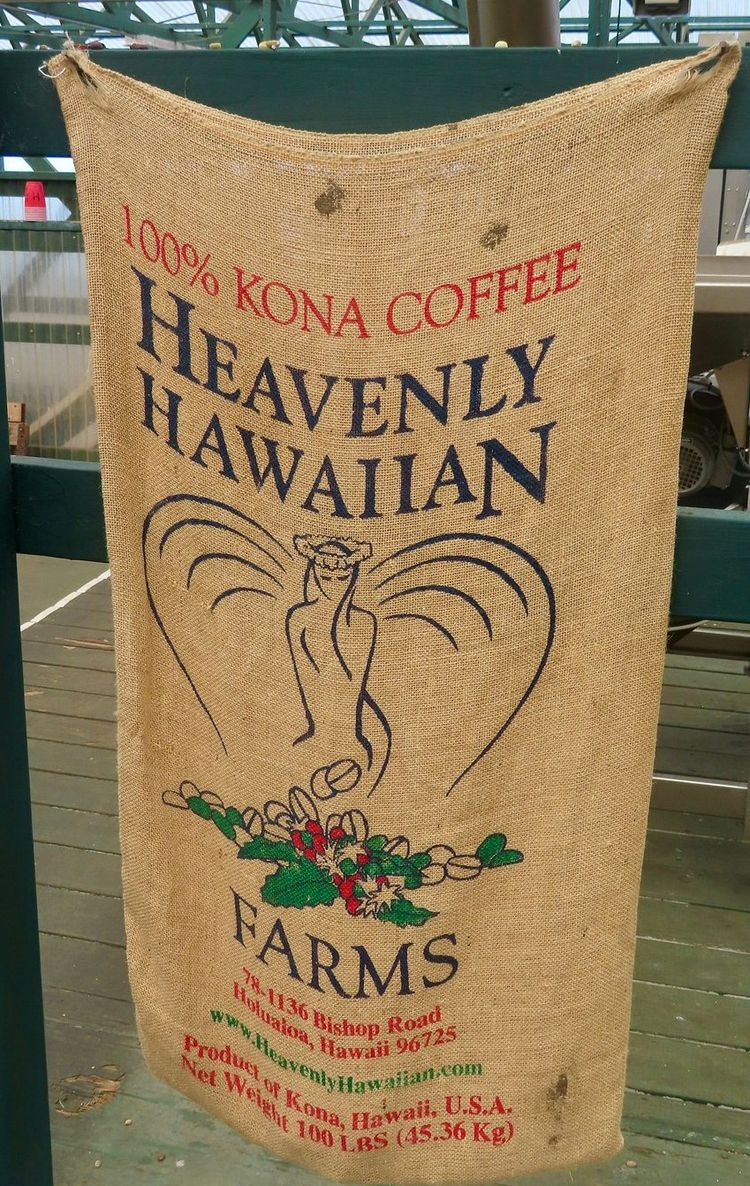 100% KONA COFFEE
HEAVENLY
HAWAIIAN
FARMS
78-1136 Bishop Road
Holualoa, Hawaii 96725
www.HeavenlyHawaiian.com
Product of Kona, Hawaii, U.S.A.
Net Weight 100 LBS (45.36 Kg)